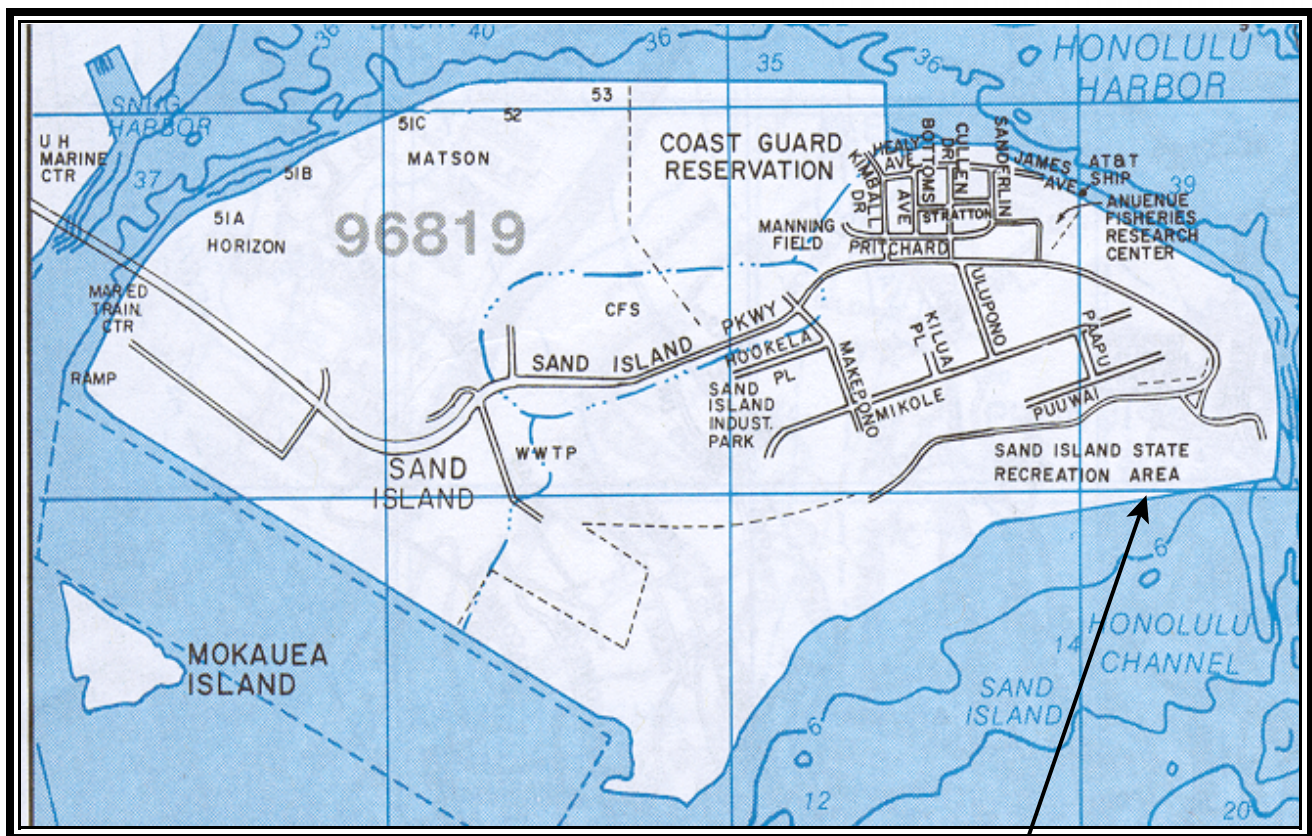 40
36
36
35
36
HONOLULU
HARBOR
SNUG
HARBOR
53
52
51C
MATSON
U H
MARINE
CTR
37
51B
COAST GUARD
RESERVATION
HEALY
AVE
KIMBALL
DR
AVE
BOTTOMS
DR
CULLEN
SANDERLIN
STRATTON
JAMES
AVE
AT&T
SHIP
39
ANUENUE
FISHERIES
RESEARCH
CENTER
51A
HORIZON
96819
MANNING
FIELD
PRITCHARD
MAR ED
TRAIN.
CTR
CFS
SAND ISLAND PKWY
HOOKELA
PL
ULUPONO
KILUA
PL
PAAPU
MAKEPONO
MIKOLE
PUUWAI
RAMP
SAND
ISLAND
INDUST.
PARK
WWTP
SAND
ISLAND
SAND ISLAND STATE
RECREATION AREA
6
HONOLULU
CHANNEL
14
MOKAUEA
ISLAND
SAND
ISLAND
6
12
20